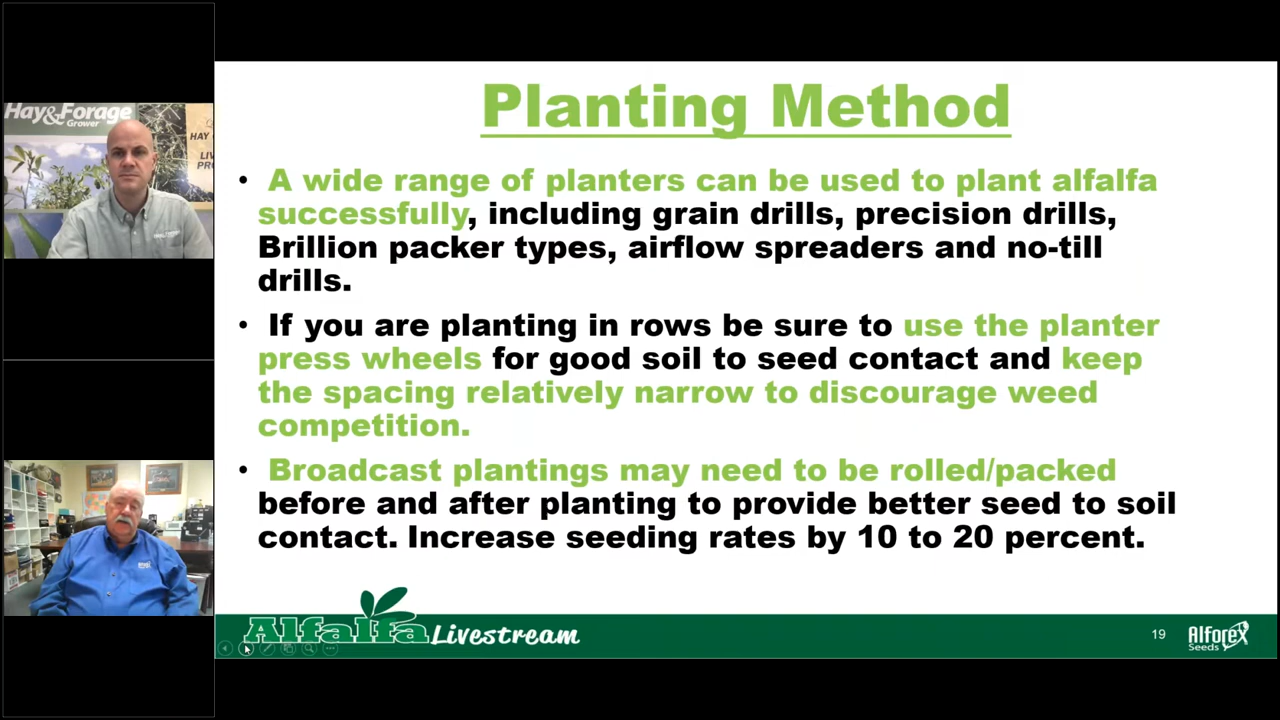 Hay&Forage
Grower
HAY
LIV
PRO
Planting Method
• A wide range of planters can be used to plant alfalfa
successfully, including grain drills, precision drills,
Brillion packer types, airflow spreaders and no-till
drills.
• If you are planting in rows be sure to use the planter
press wheels for good soil to seed contact and keep
the spacing relatively narrow to discourage weed
competition.
• Broadcast plantings may need to be rolled/packed
before and after planting to provide better seed to soil
contact. Increase seeding rates by 10 to 20 percent.
Alfalfa Livestream
19
Alforex
Seeds